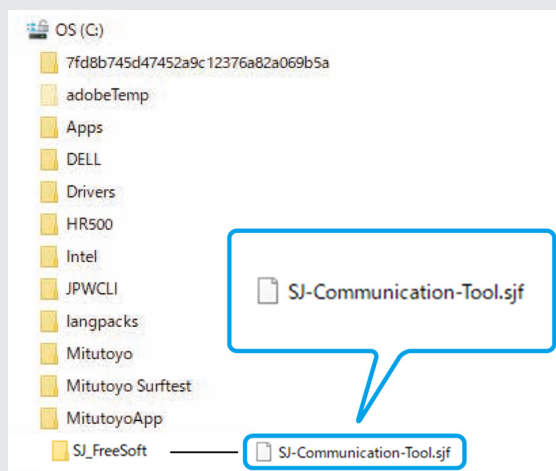 OS (C:)
7fd8b745d47452a9c12376a82a069b5a
adobeTemp
Apps
DELL
Drivers
HR500
Intel
JPWCLI
langpacks
Mitutoyo
Mitutoyo Surftest
MitutoyoApp
SJ_FreeSoft
SJ-Communication-Tool.sjf
SJ-Communication-Tool.sjf